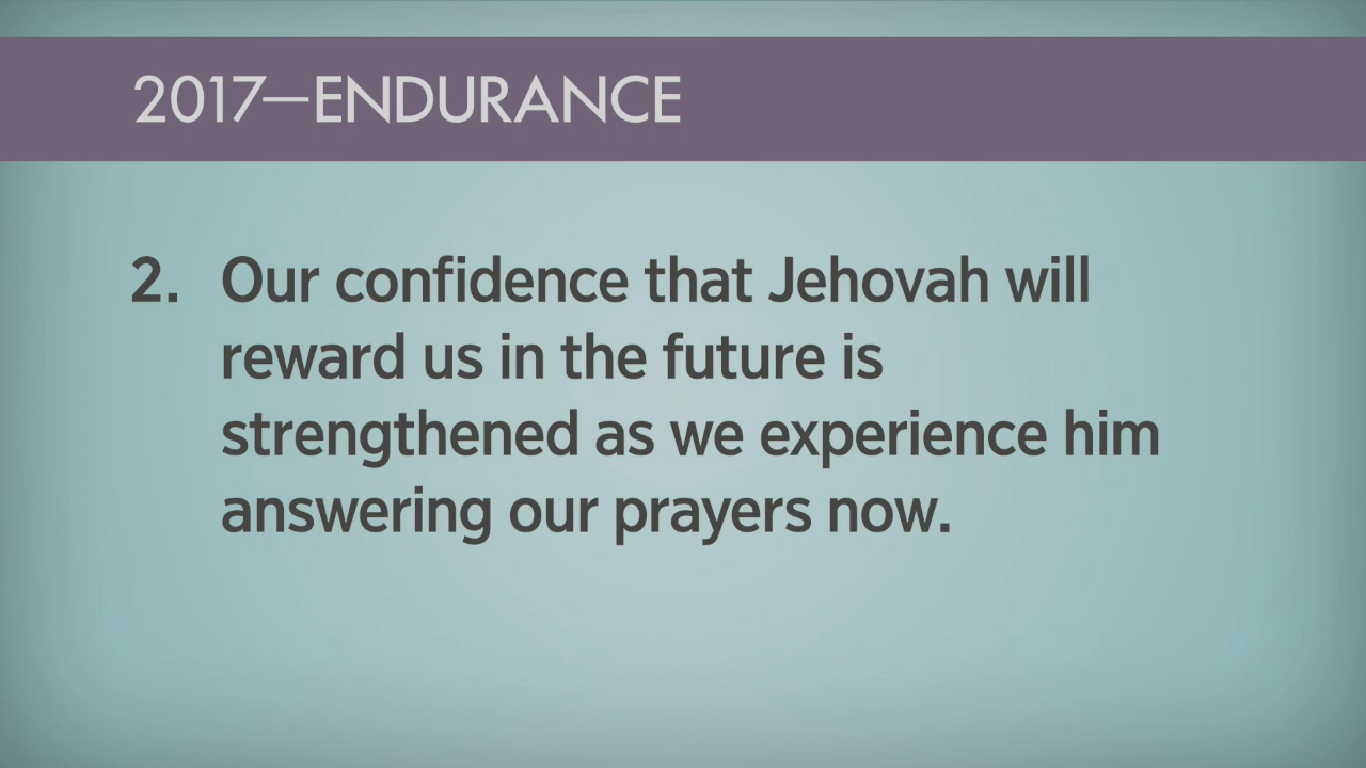 2017—ENDURANCE
2. Our confidence that Jehovah will
reward us in the future is
strengthened as we experience him
answering our prayers now.